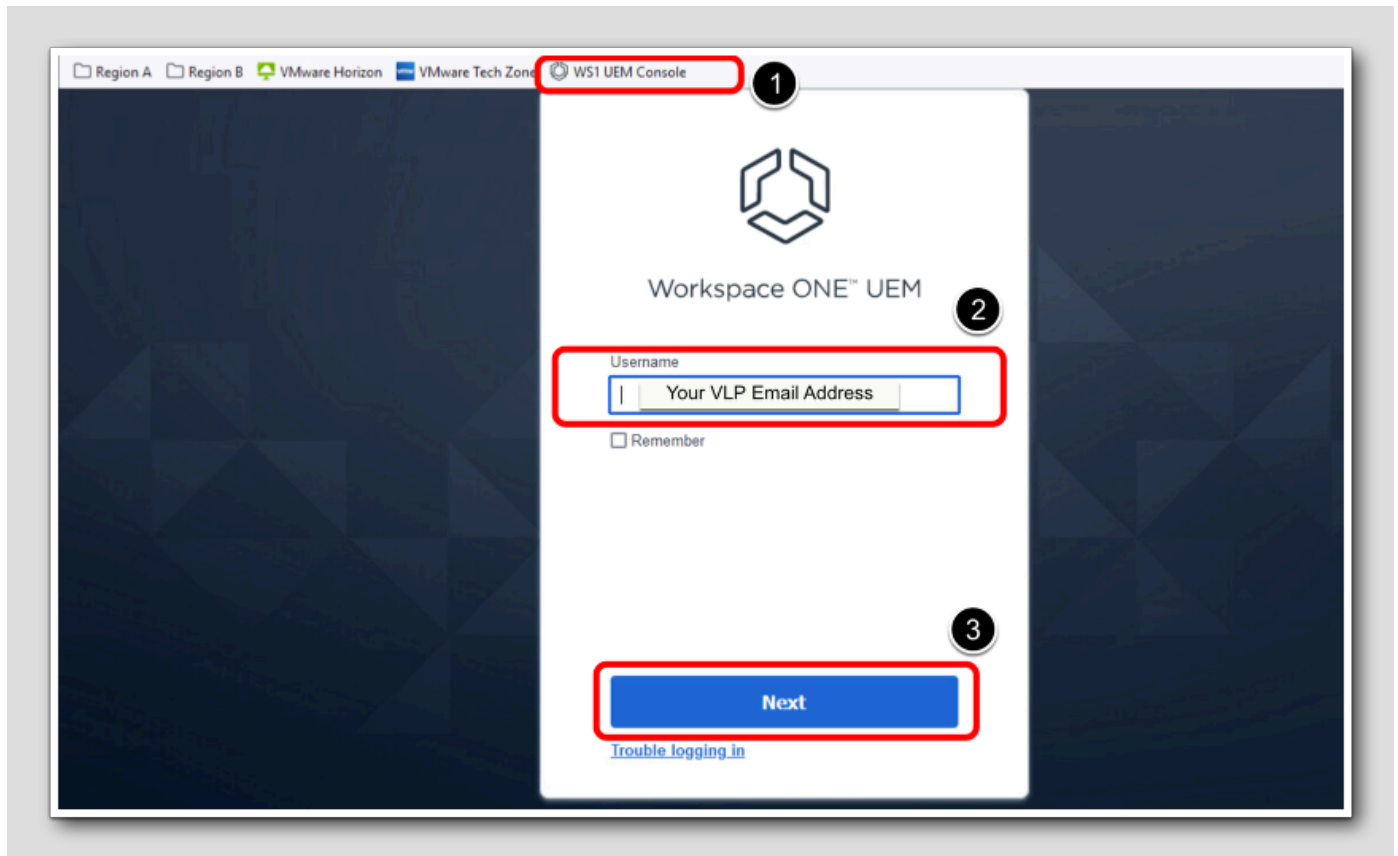 Region A Region B VMware Horizon VMware Tech Zone WS1 UEM Console
1
Workspace ONE™ UEM
2
Username
Your VLP Email Address
Remember
3
Next
Trouble logging in